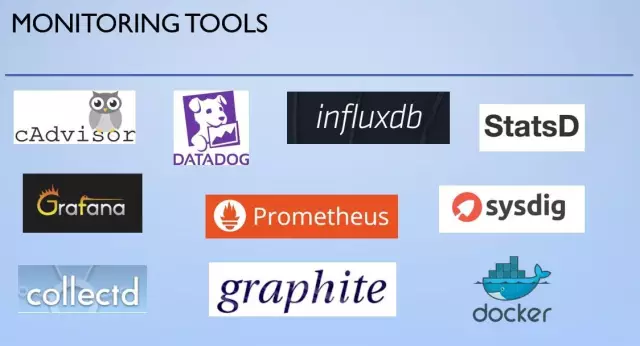 MONITORING TOOLS
cAdvisor
DATADOG
influxdb
StatsD
Grafana
Prometheus
sysdig
collectd
graphite
docker